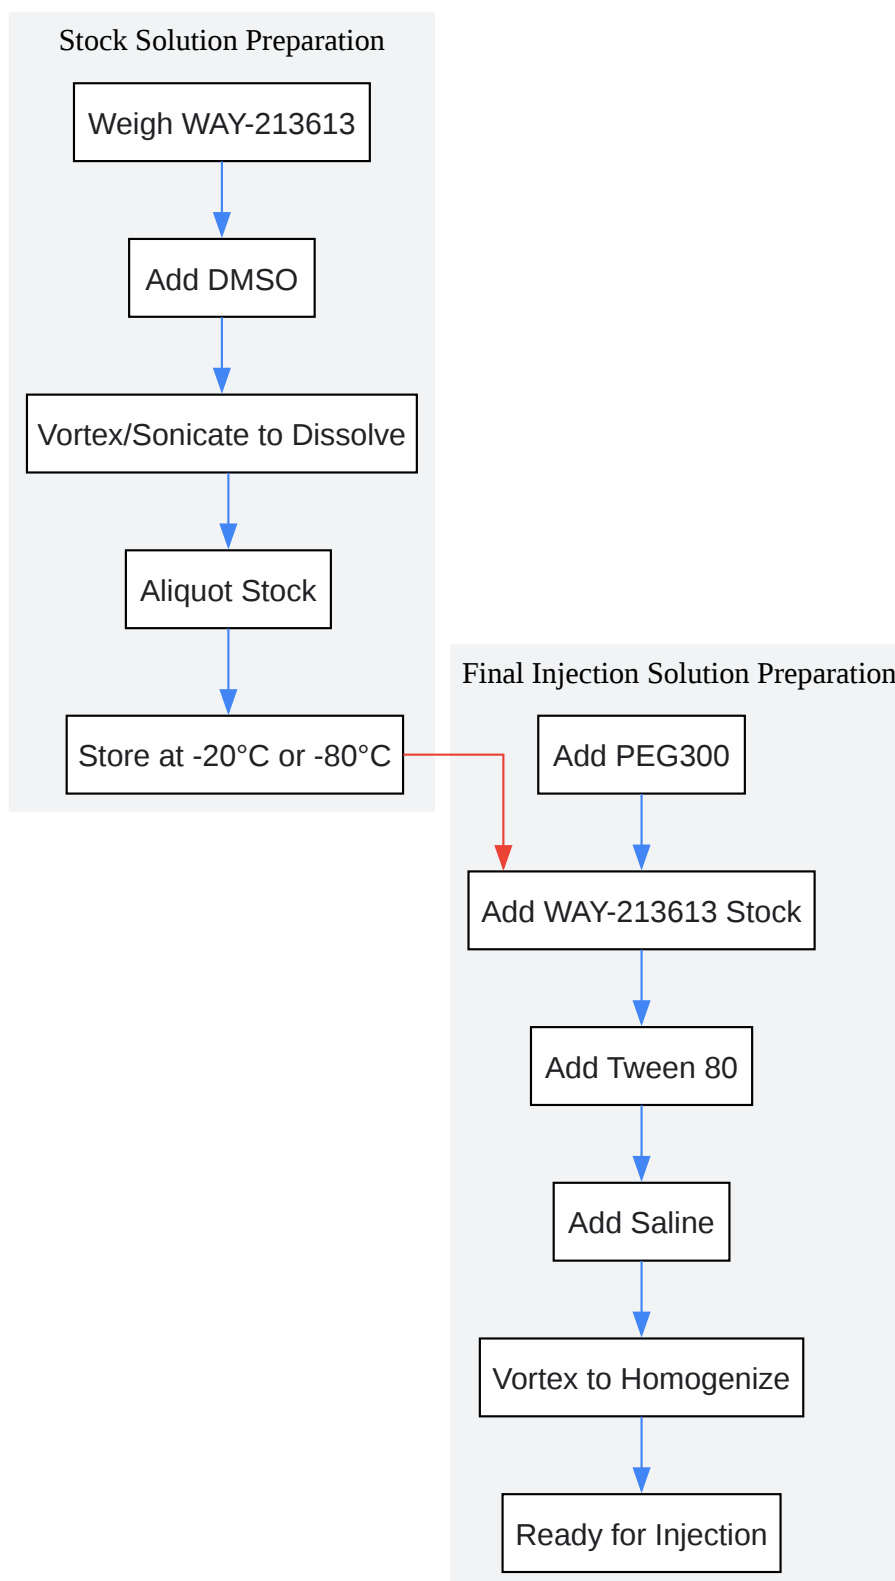 Stock Solution Preparation
Weigh WAY-213613
Add DMSO
Vortex/Sonicate to Dissolve
Aliquot Stock
Store at -20°C or -80°C
Final Injection Solution Preparation
Add PEG300
Add WAY-213613 Stock
Add Tween 80
Add Saline
Vortex to Homogenize
Ready for Injection